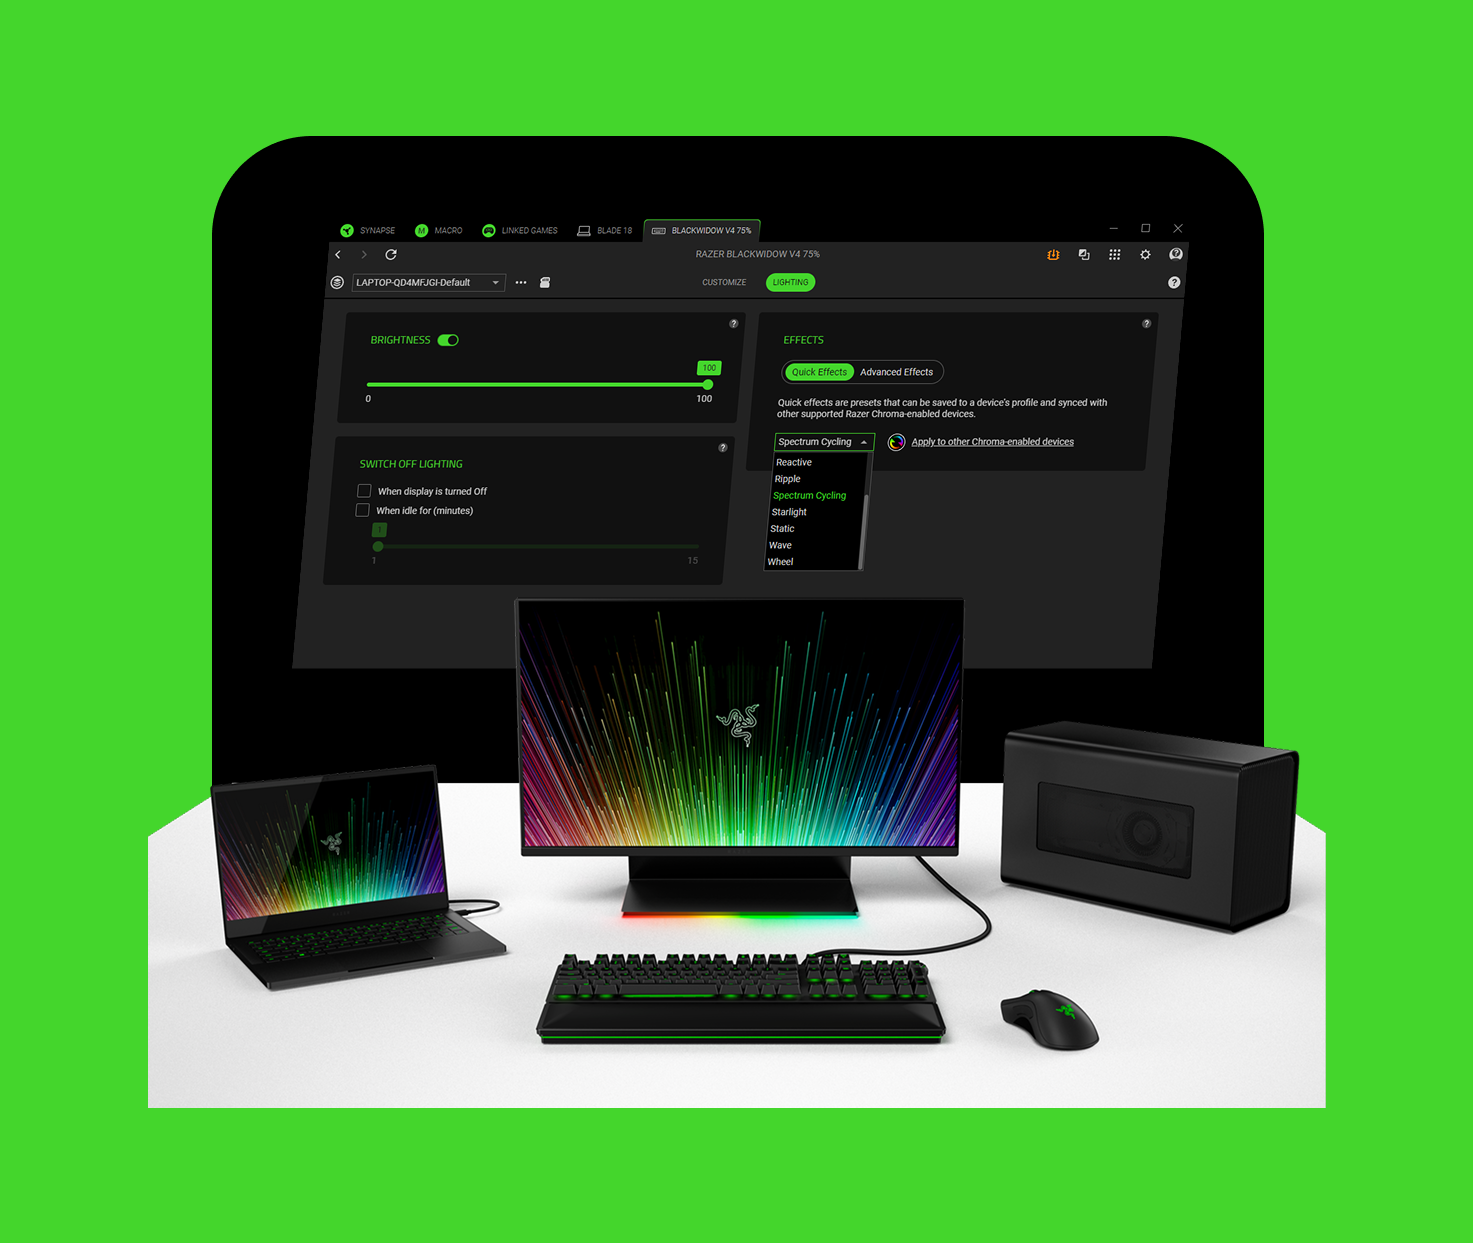 SYNAPSE MACRO LINKED GAMES BLADE 18 BLACKWIDOW V4 75%
RAZER BLACKWIDOW V4 75%
LAPTOP-QD4MFJGI-Default CUSTOMIZE LIGHTING
BRIGHTNESS
100
0 100
SWITCH OFF LIGHTING
When display is turned Off
When idle for (minutes)
1
1 15
EFFECTS
Quick Effects Advanced Effects
Quick effects are presets that can be saved to a device's profile and synced with
other supported Razer Chroma-enabled devices.
Spectrum Cycling Apply to other Chroma-enabled devices
Reactive
Ripple
Spectrum Cycling
Starlight
Static
Wave
Wheel